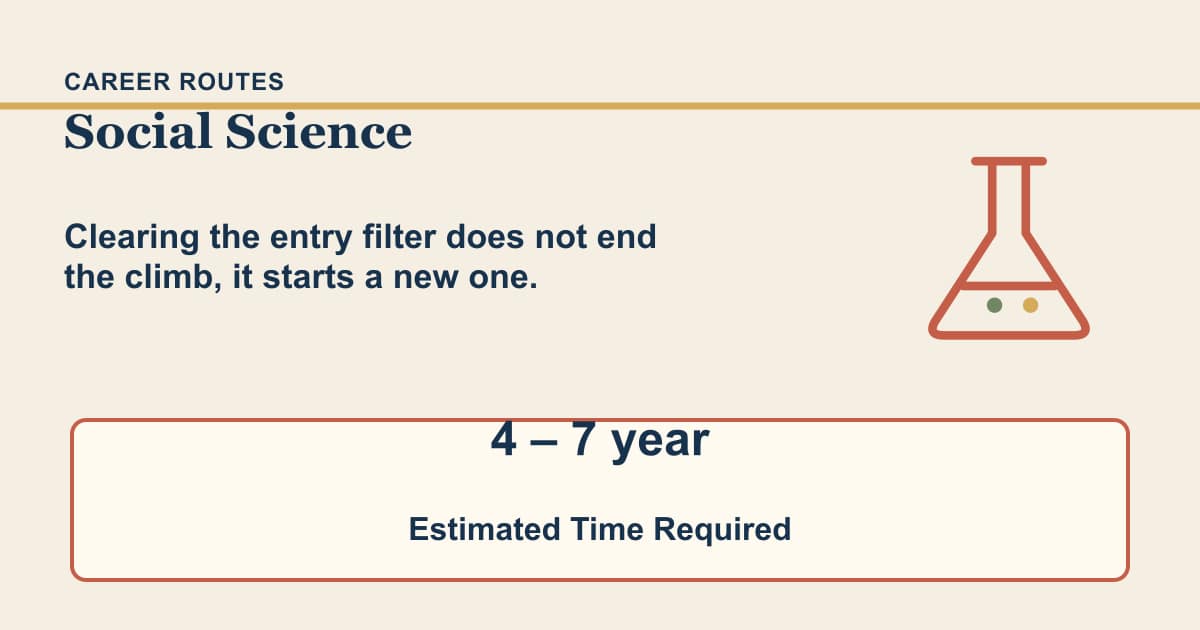 CAREER ROUTES
Social Science
Clearing the entry filter does not end
the climb, it starts a new one.
4 – 7 year
Estimated Time Required